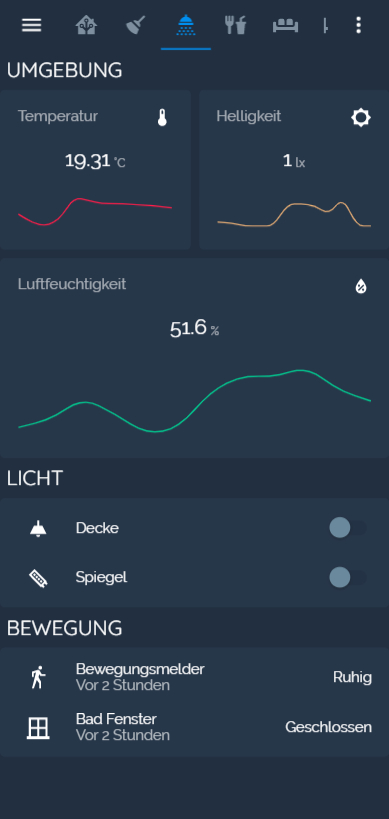 UMGEBUNG
Temperatur
19.31 °C
Helligkeit
1 lx
Luftfeuchtigkeit
51.6 %
LICHT
Decke
Spiegel
BEWEGUNG
Bewegungsmelder
Vor 2 Stunden
Ruhig
Bad Fenster
Vor 2 Stunden
Geschlossen